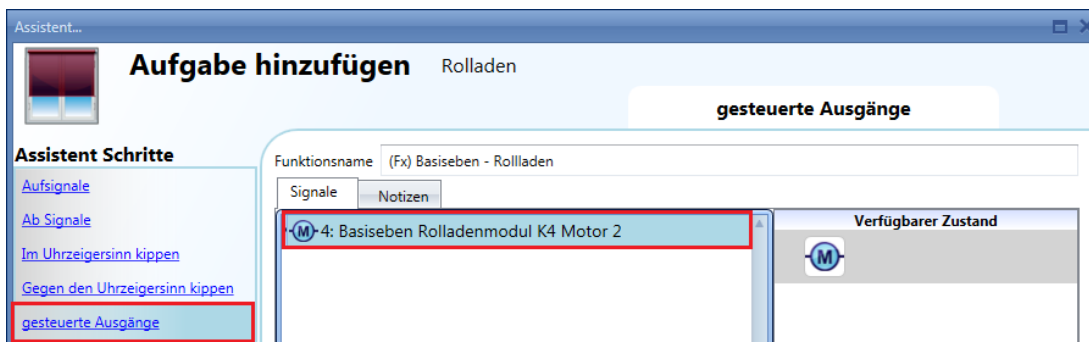 Assistent...
Aufgabe hinzufügen Rolladen
gesteuerte Ausgänge
Assistent Schritte
Aufsignale
Ab Signale
Im Uhrzeigersinn kippen
Gegen den Uhrzeigersinn kippen
gesteuerte Ausgänge
Funktionsname (Fx) Basiseben - Rollladen
Signale Notizen
M 4: Basiseben Rolladenmodul K4 Motor 2
Verfügbarer Zustand
M